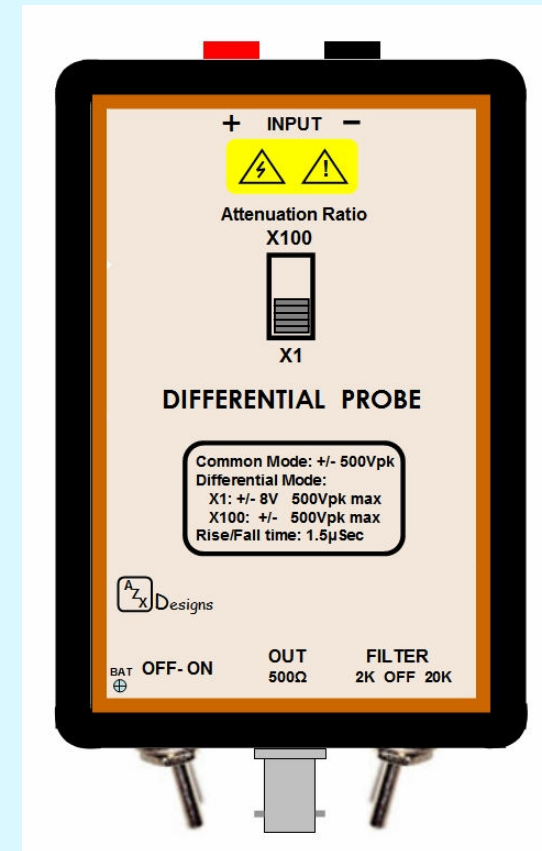 + INPUT −
Attenuation Ratio
X100
X1
DIFFERENTIAL PROBE
Common Mode: +/- 500Vpk
Differential Mode:
X1: +/- 8V 500Vpk max
X100: +/- 500Vpk max
Rise/Fall time: 1.5µSec
AZX Designs
BAT OFF-ON
OUT
500Ω
FILTER
2K OFF 20K